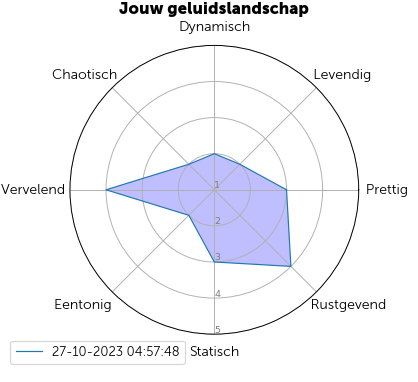 Jouw geluidslandschap
Dynamisch
Chaotisch
Levendig
Vervelend
Prettig
1
2
3
4
5
Eentonig
Rustgevend
27-10-2023 04:57:48
Statisch